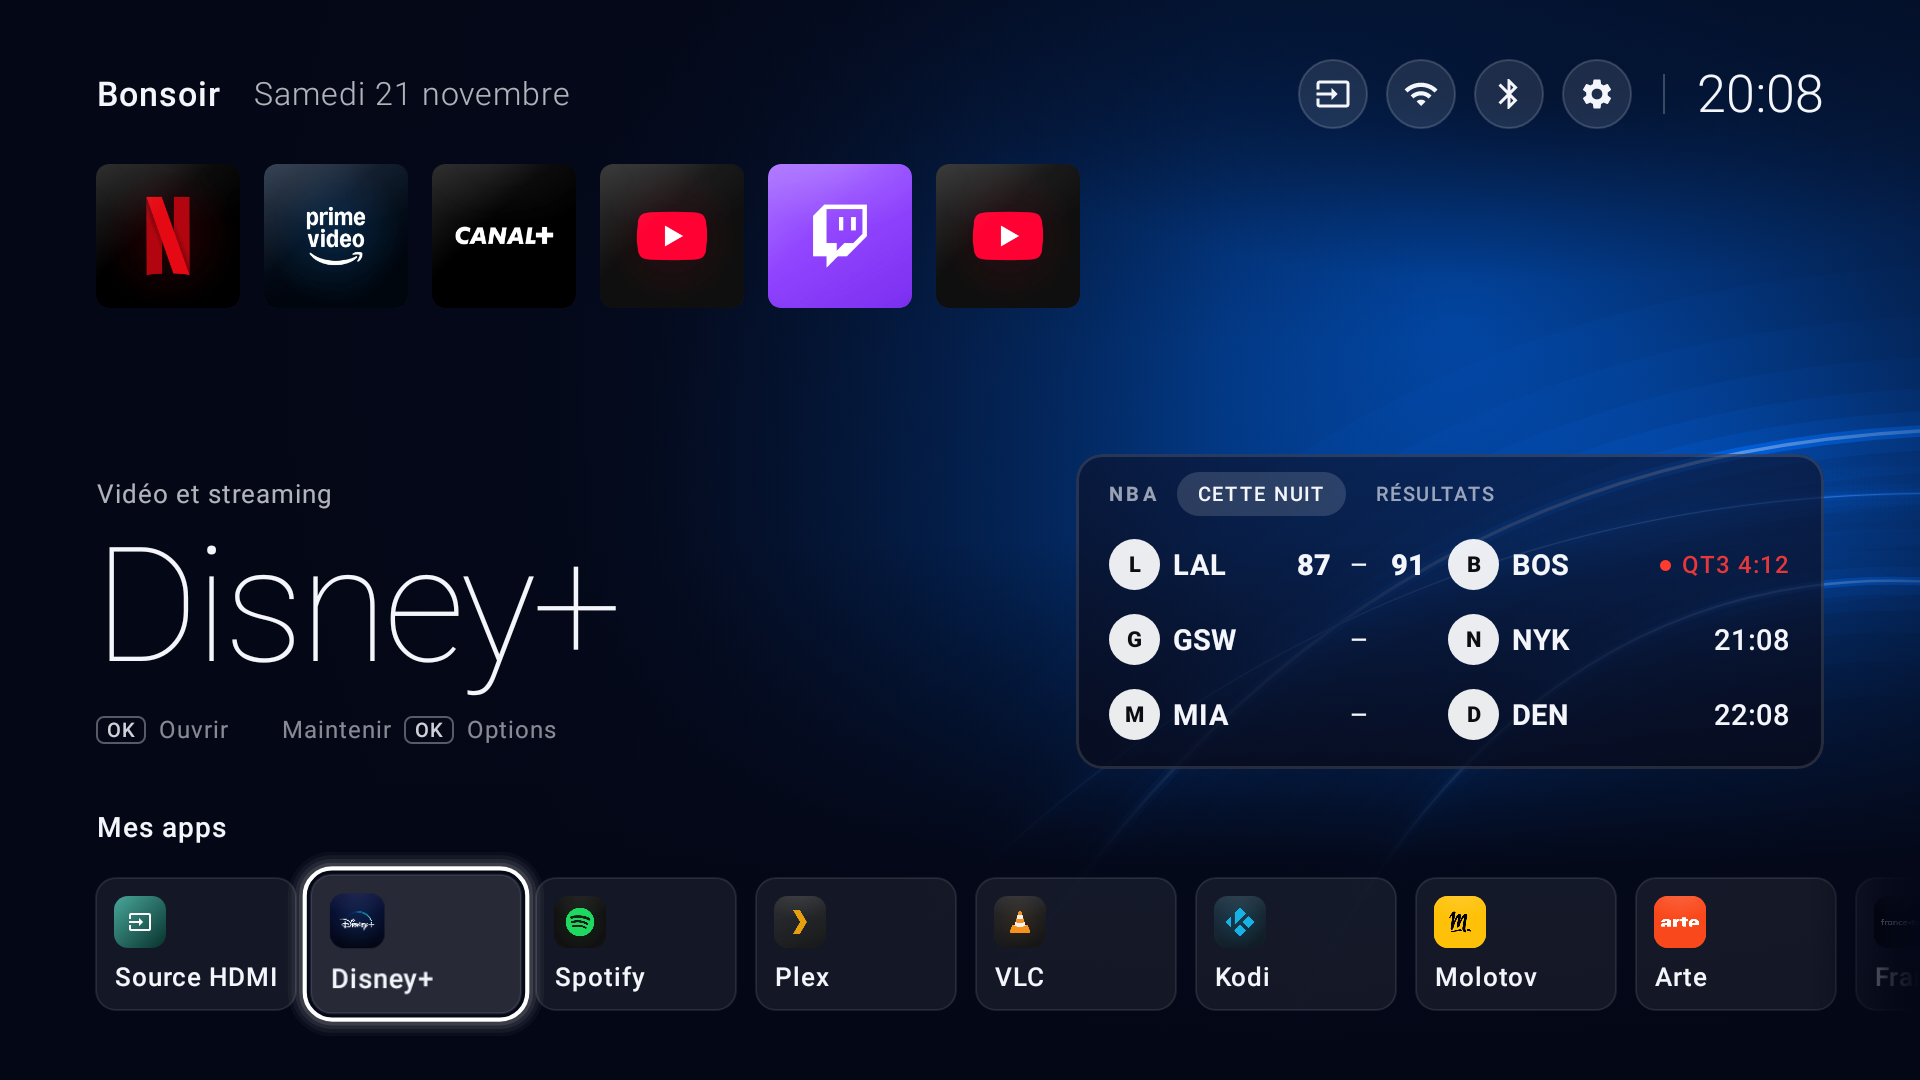 Bonsoir Samedi 21 novembre
20:08
prime video
CANAL+
Vidéo et streaming
Disney+
OK Ouvrir Maintenir OK Options
NBA CETTE NUIT RÉSULTATS
L LAL 87 – 91 B BOS QT3 4:12
G GSW – N NYK 21:08
M MIA – D DEN 22:08
Mes apps
Disney+
arte
Source HDMI
Disney+
Spotify
Plex
VLC
Kodi
Molotov
Arte
Fra